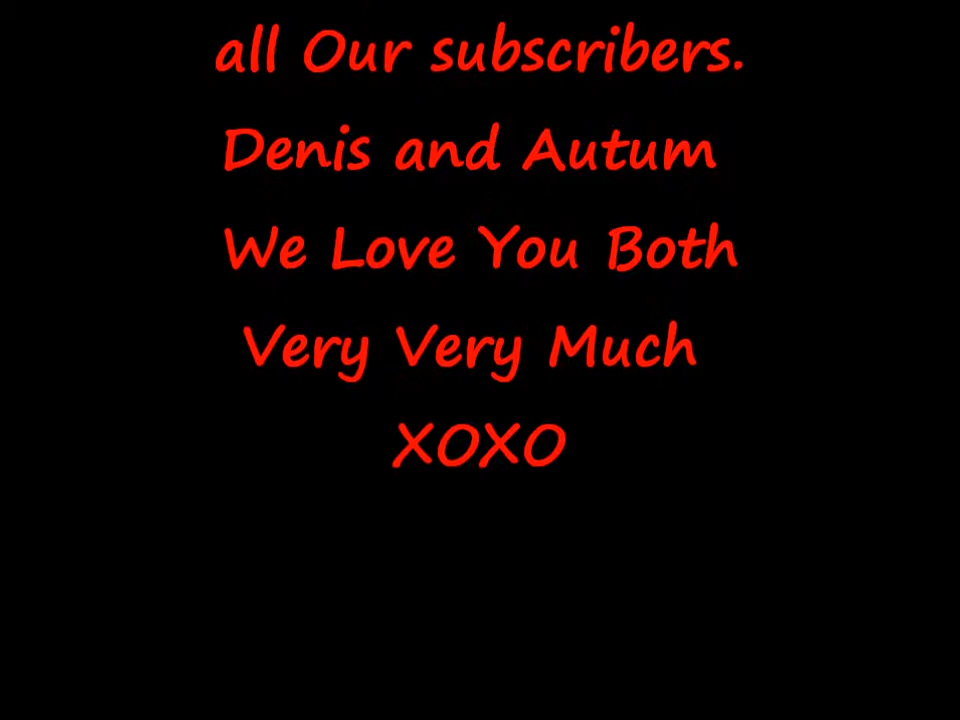 all Our subscribers.
Denis and Autum
We Love You Both
Very Very Much
XOXO